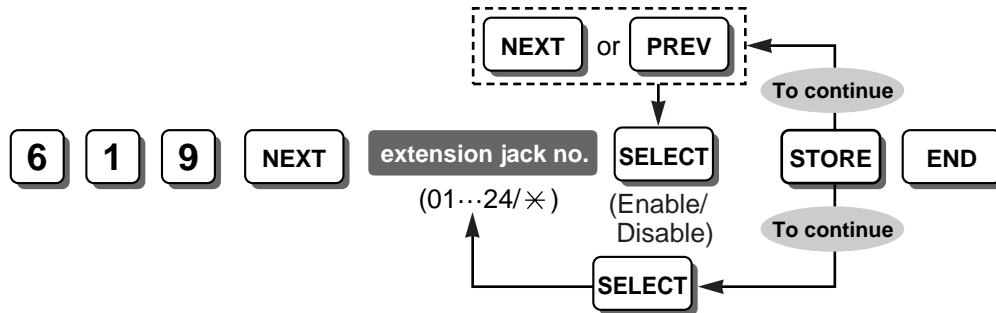 NEXT or PREV
To continue
6 1 9 NEXT extension jack no. SELECT STORE END
(01···24/✳)
(Enable/
Disable)
To continue
SELECT